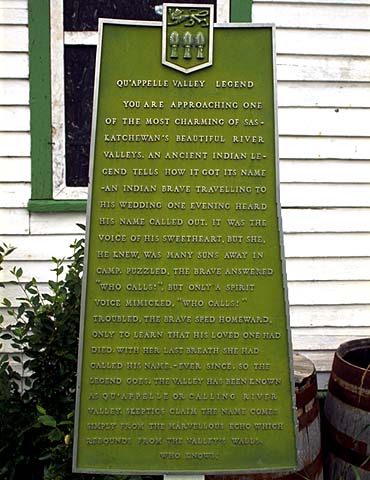 QU'APPELLE VALLEY LEGEND
YOU ARE APPROACHING ONE
OF THE MOST CHARMING OF SAS-
KATCHEWAN'S BEAUTIFUL RIVER
VALLEYS. AN ANCIENT INDIAN LE-
GEND TELLS HOW IT GOT ITS NAME
-AN INDIAN BRAVE TRAVELLING TO
HIS WEDDING ONE EVENING HEARD
HIS NAME CALLED OUT. IT WAS THE
VOICE OF HIS SWEETHEART, BUT SHE,
HE KNEW, WAS MANY SUNS AWAY IN
CAMP. PUZZLED, THE BRAVE ANSWERED
"WHO CALLS?", BUT ONLY A SPIRIT
VOICE MIMICKED, "WHO CALLS?"
TROUBLED, THE BRAVE SPED HOMEWARD,
ONLY TO LEARN THAT HIS LOVED ONE HAD
DIED. WITH HER LAST BREATH SHE HAD
CALLED HIS NAME.-EVER SINCE, SO THE
LEGEND GOES, THE VALLEY HAS BEEN KNOWN
AS QU'APPELLE OR CALLING RIVER
VALLEY. SKEPTICS CLAIM THE NAME COMES
SIMPLY FROM THE MARVELLOUS ECHO WHICH
REBOUNDS FROM THE VALLEY'S WALLS.
WHO KNOWS?